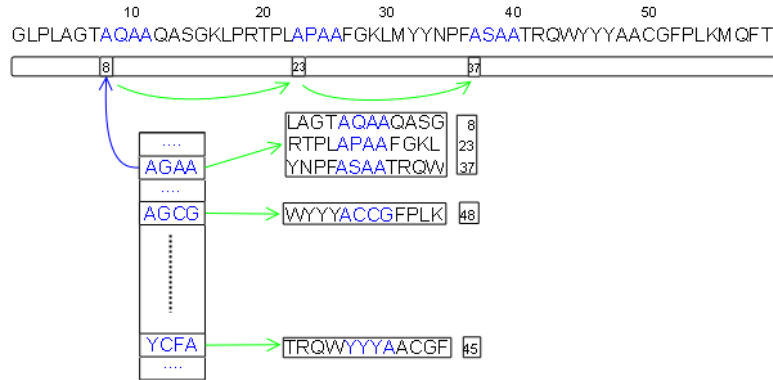 10 20 30 40 50
GLPLAGTAQAAQASGKLPRTPLAPAAFGKLMYYNPFASAATRQWYYYAACGFPLKMQFT
8 23 37
....
AGAA
....
AGCG
YCFA
....
LAGTAQAAQASG 8
RTPLAPAAFGKL 23
YNPFASAATRQW 37
WYYYACCGFPLK 48
TRQWYYYAACGF 45